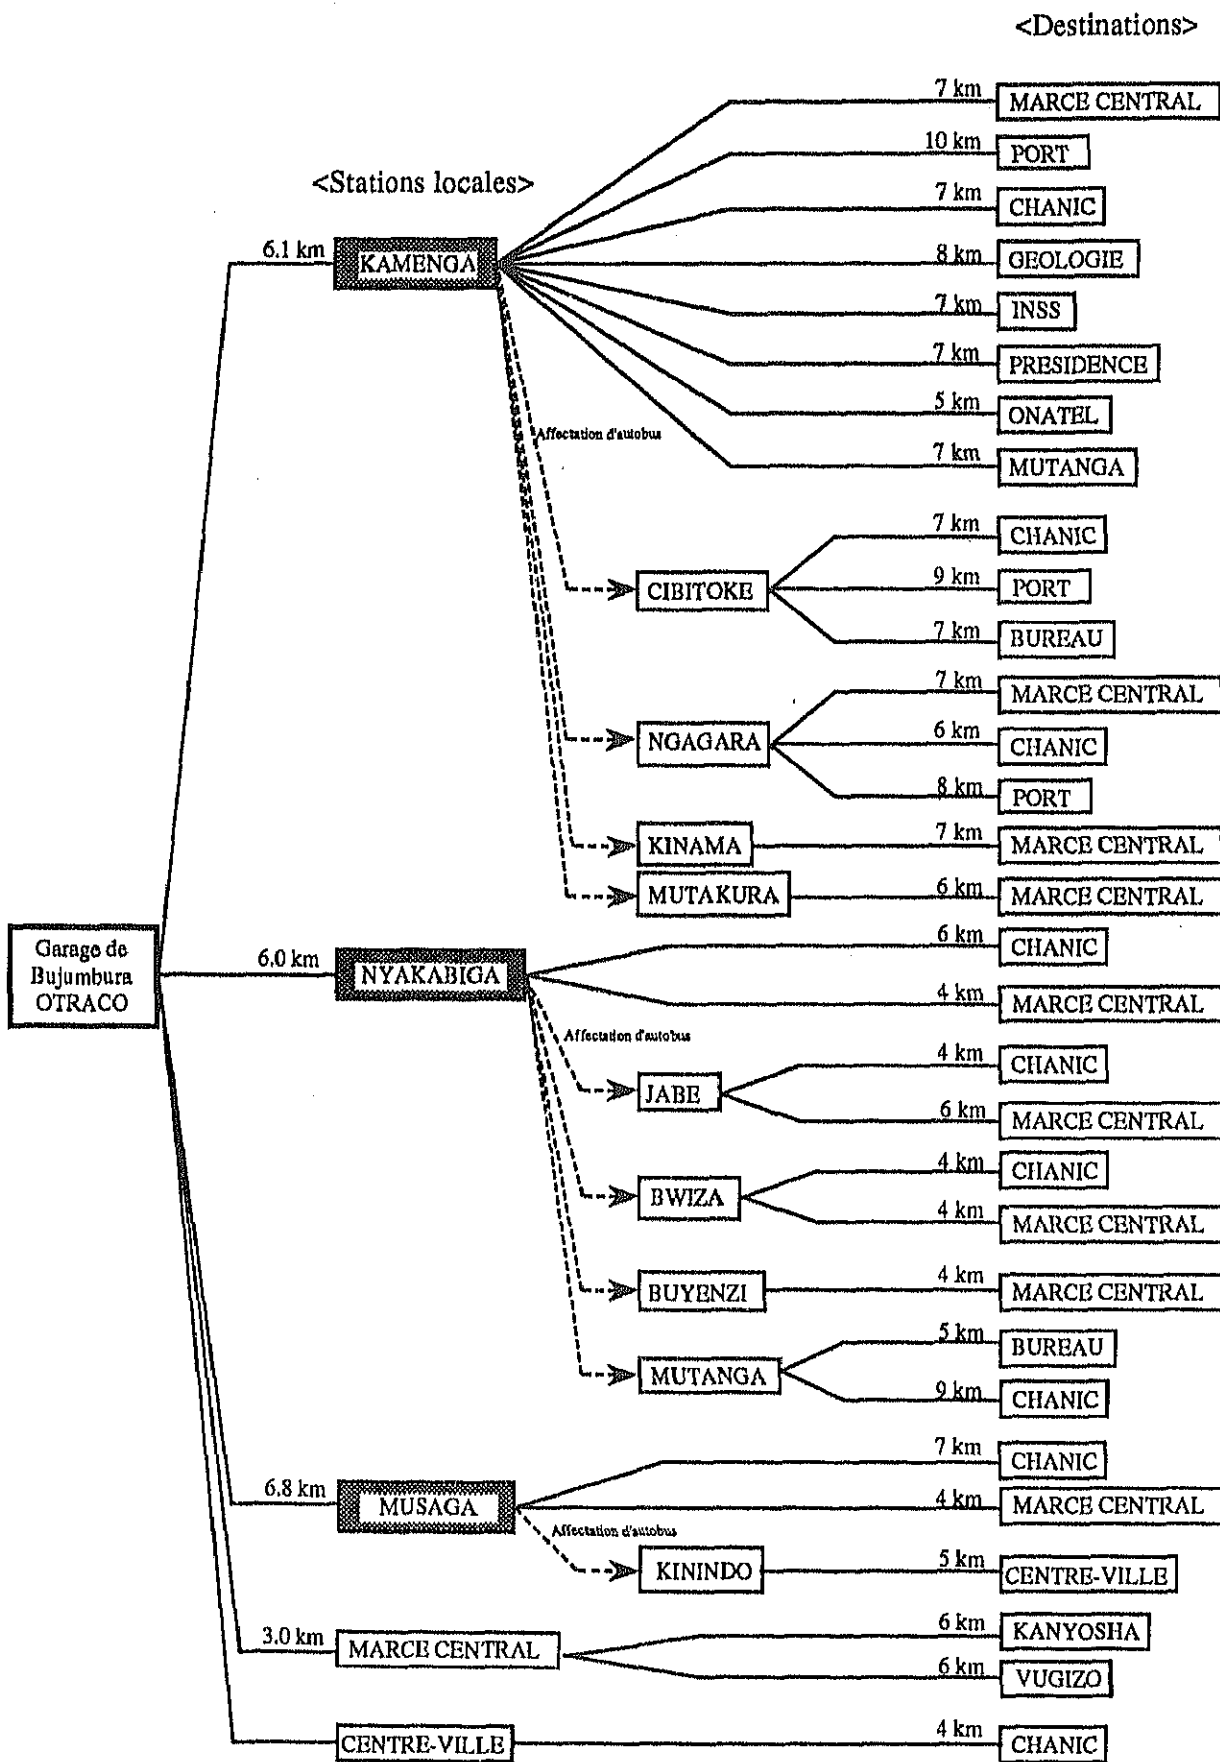 <Destinations>
7 km MARCE CENTRAL
10 km PORT
<Stations locales>
7 km CHANIC
6.1 km KAMENGA 8 km GEOLOGIE
7 km INSS
7 km PRESIDENCE
5 km ONATEL
Affectation d'autobus
7 km MUTANGA
7 km CHANIC
CIBITOKE 9 km PORT
7 km BUREAU
7 km MARCE CENTRAL
NGAGARA 6 km CHANIC
8 km PORT
KINAMA 7 km MARCE CENTRAL
MUTAKURA 6 km MARCE CENTRAL
Garage de
Bujumbura
OTRACO
6.0 km NYAKABIGA 6 km CHANIC
4 km MARCE CENTRAL
Affectation d'autobus
JABE 4 km CHANIC
6 km MARCE CENTRAL
BWIZA 4 km CHANIC
4 km MARCE CENTRAL
BUYENZI 4 km MARCE CENTRAL
MUTANGA 5 km BUREAU
9 km CHANIC
7 km CHANIC
6.8 km MUSAGA 4 km MARCE CENTRAL
Affectation d'autobus
KININDO 5 km CENTRE-VILLE
3.0 km MARCE CENTRAL 6 km KANYOSHA
6 km VUGIZO
CENTRE-VILLE 4 km CHANIC